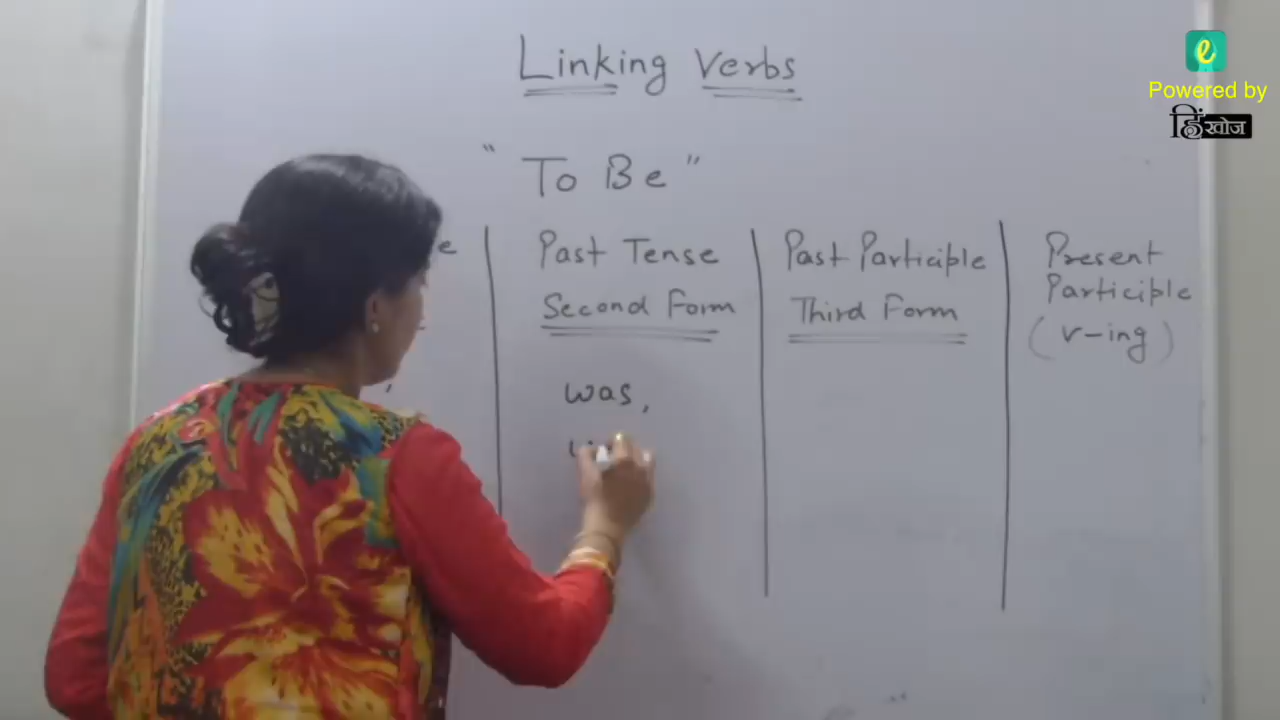 Linking Verbs
" To Be "
Past Tense
Second Form
was,
Past Participle
Third Form
Present
Participle
(V-ing)
e
Powered by
हिंखोज